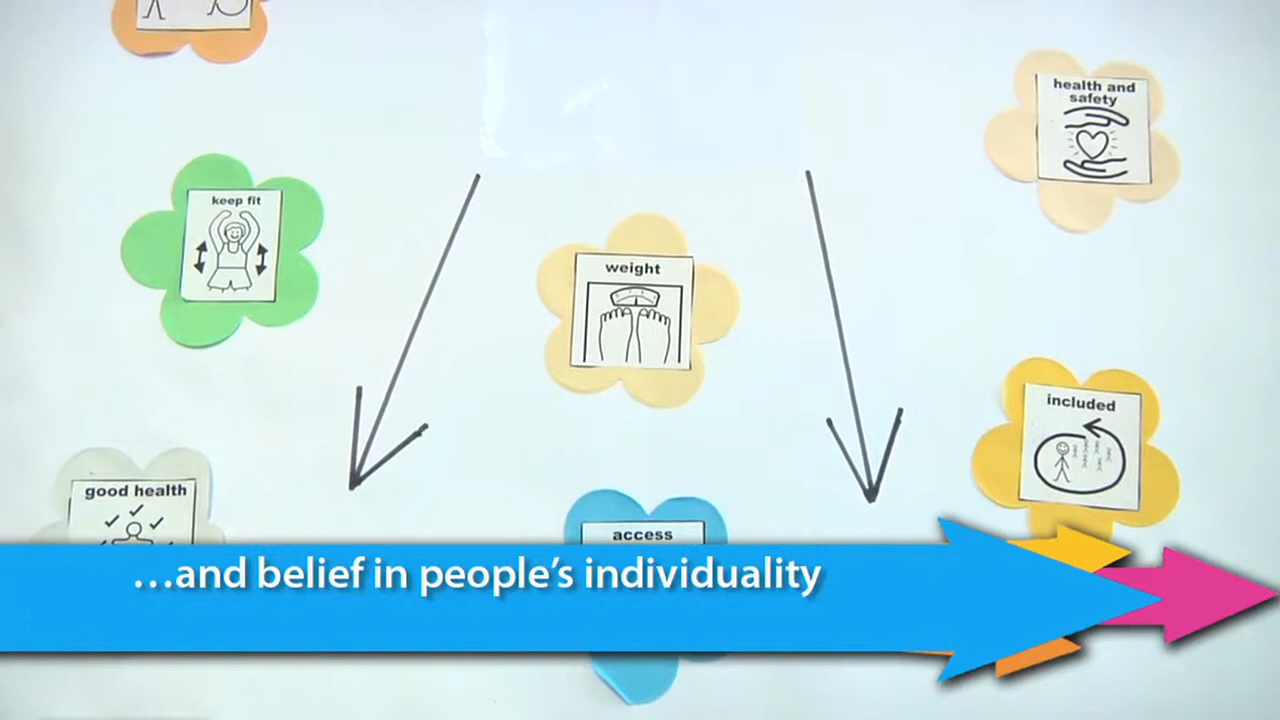 health and
safety
keep fit
weight
included
good health
access
…and belief in people’s individuality